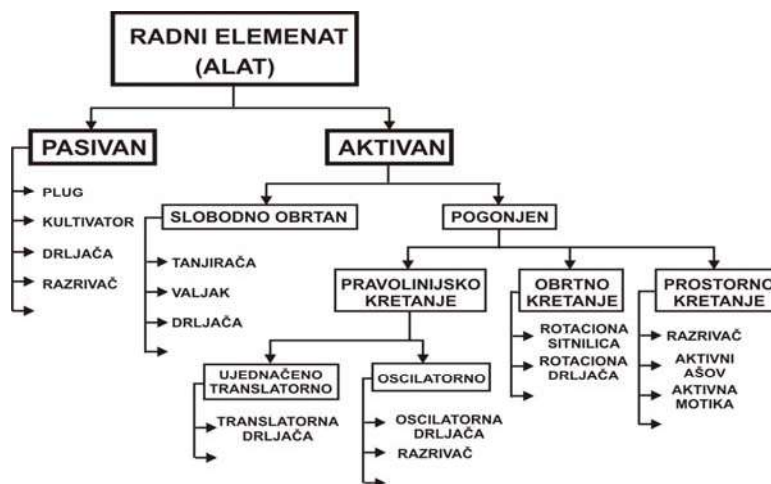 RADNI ELEMENAT
(ALAT)
PASIVAN
AKTIVAN
PLUG
KULTIVATOR
DRLJAČA
RAZRIVAČ
SLOBODNO OBRTAN
POGONJEN
TANJIRAČA
VALJAK
DRLJAČA
PRAVOLINIJSKO
KRETANJE
OBRTNO
KRETANJE
PROSTORNO
KRETANJE
ROTACIONA
SITNILICA
ROTACIONA
DRLJAČA
RAZRIVAČ
AKTIVNI
AŠOV
AKTIVNA
MOTIKA
UJEDNAČENO
TRANSLATORNO
OSCILATORNO
TRANSLATORNA
DRLJAČA
OSCILATORNA
DRLJAČA
RAZRIVAČ